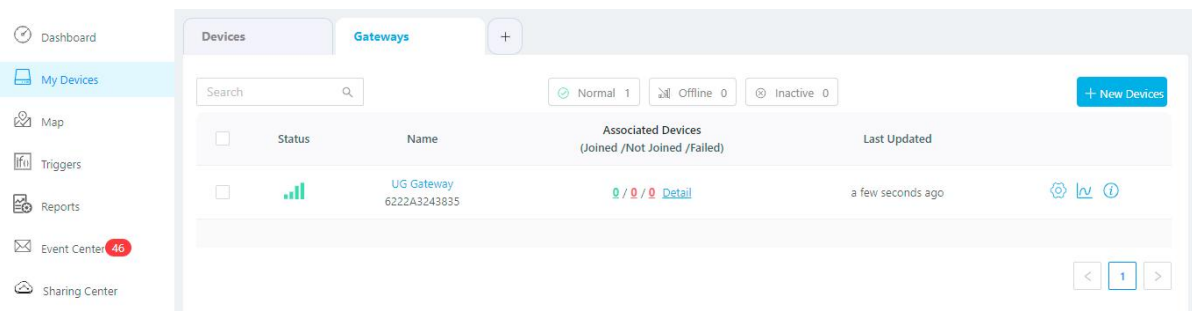 Dashboard
My Devices
Map
Triggers
Reports
Event Center 46
Sharing Center
Devices
Gateways
+
Search
Normal 1
Offline 0
Inactive 0
+ New Devices
Status
Name
Associated Devices
(Joined /Not Joined /Failed)
Last Updated
UG Gateway
6222A3243835
0 / 0 / 0 Detail
a few seconds ago
< 1 >